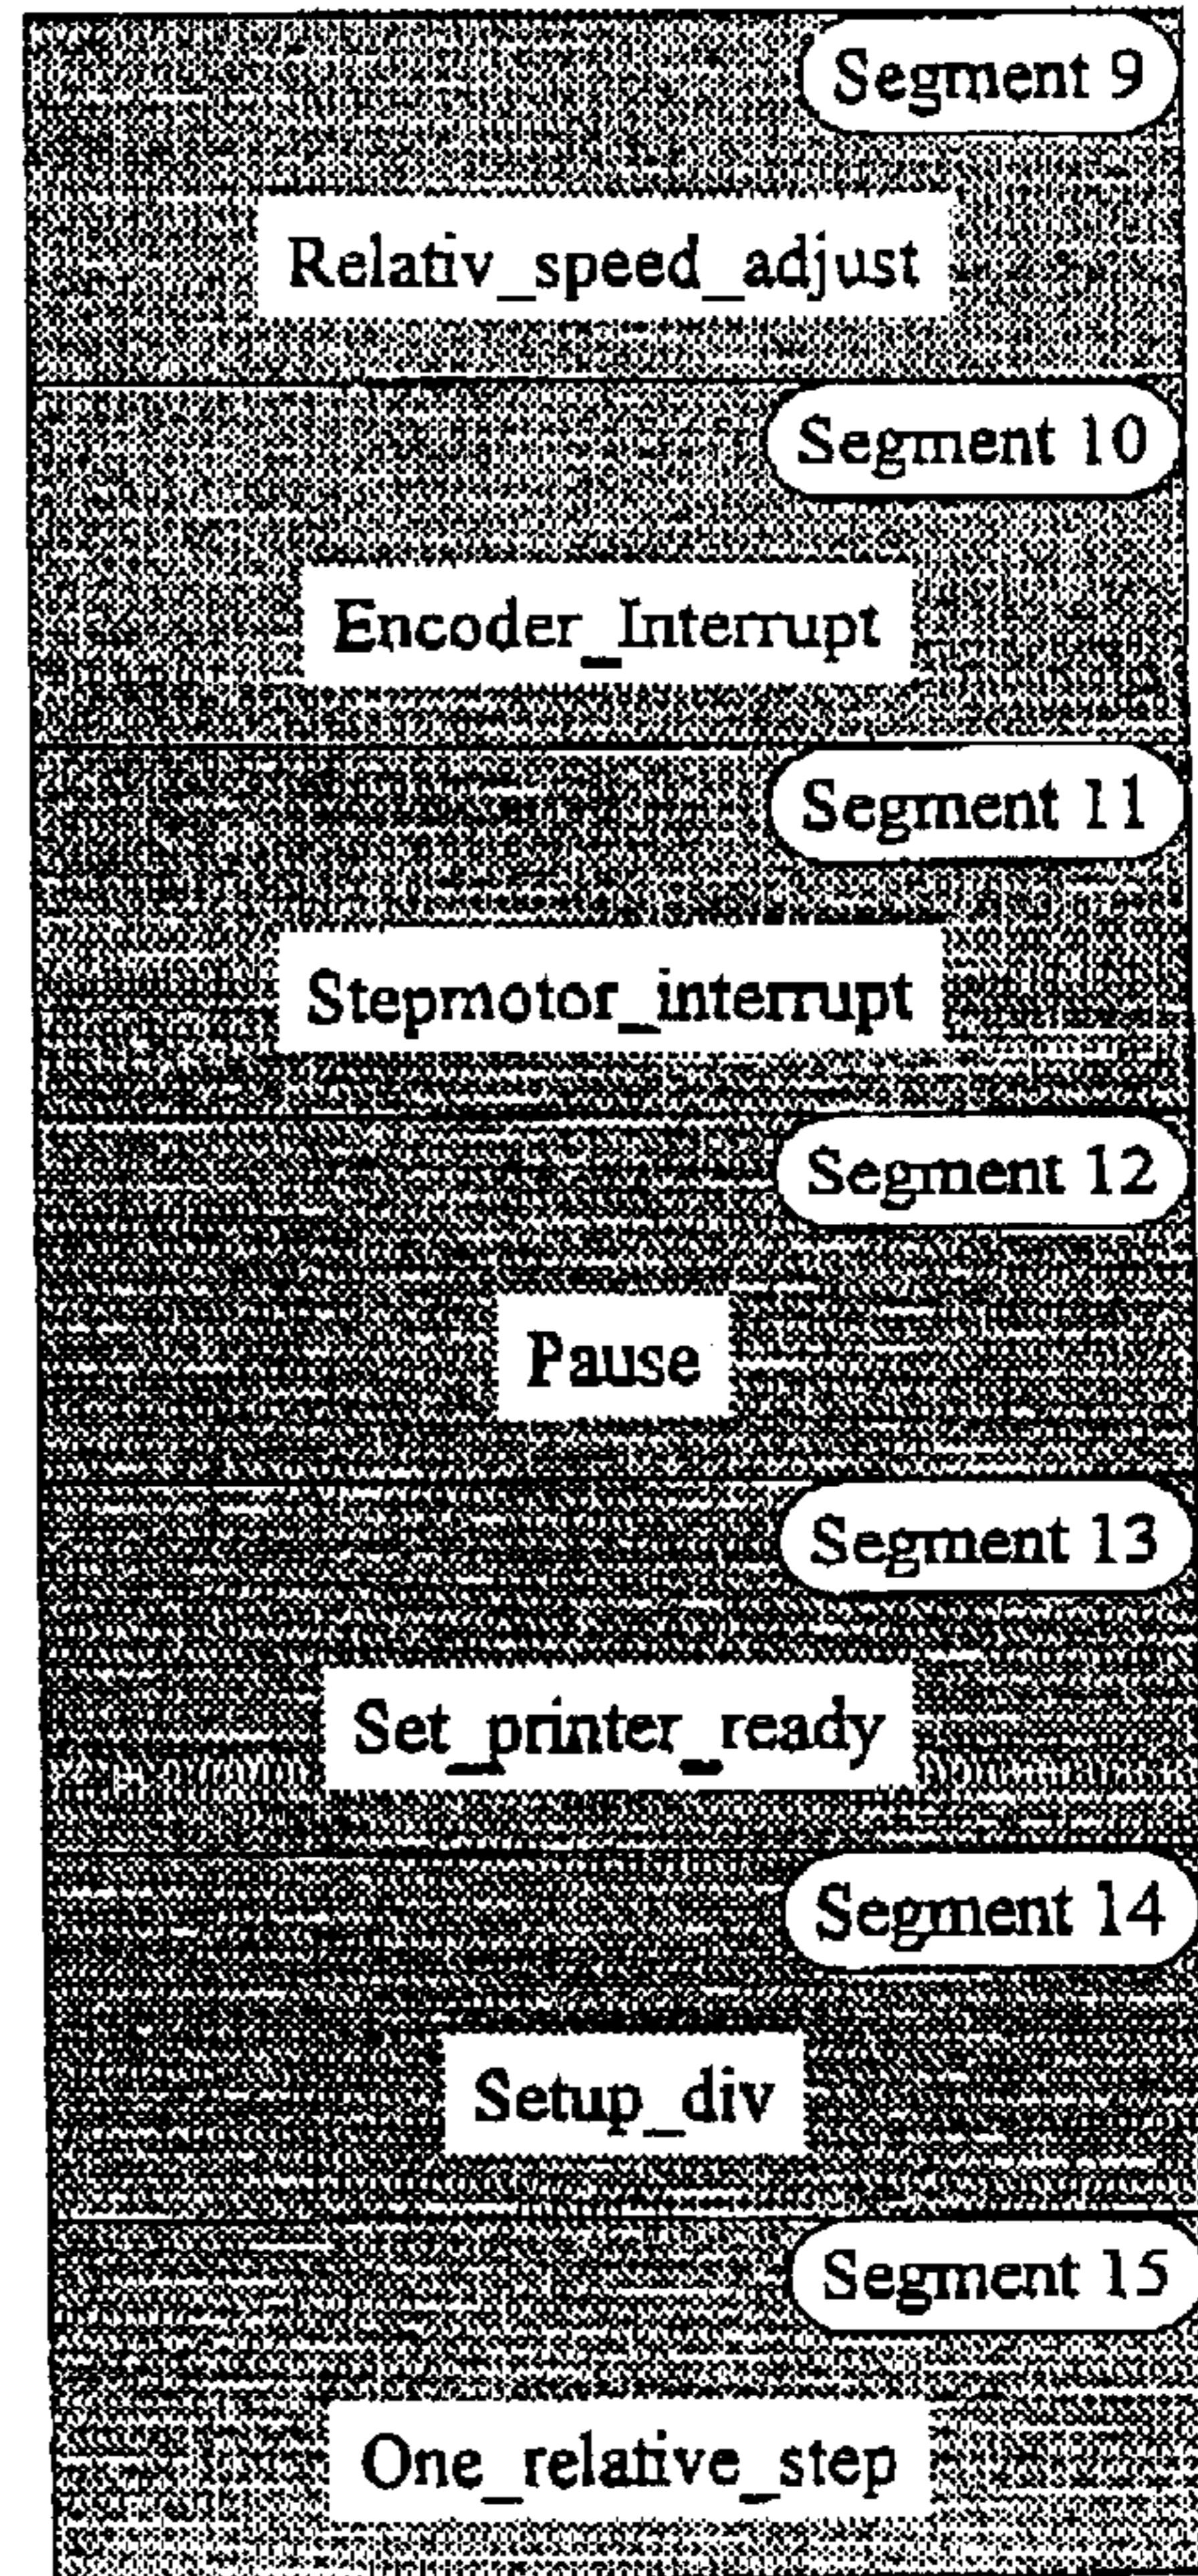 Segment 9
Relativ_speed_adjust
Segment 10
Encoder_Interrupt
Segment 11
Stepmotor_interrupt
Segment 12
Pause
Segment 13
Set_printer_ready
Segment 14
Setup_div
Segment 15
One_relative_step